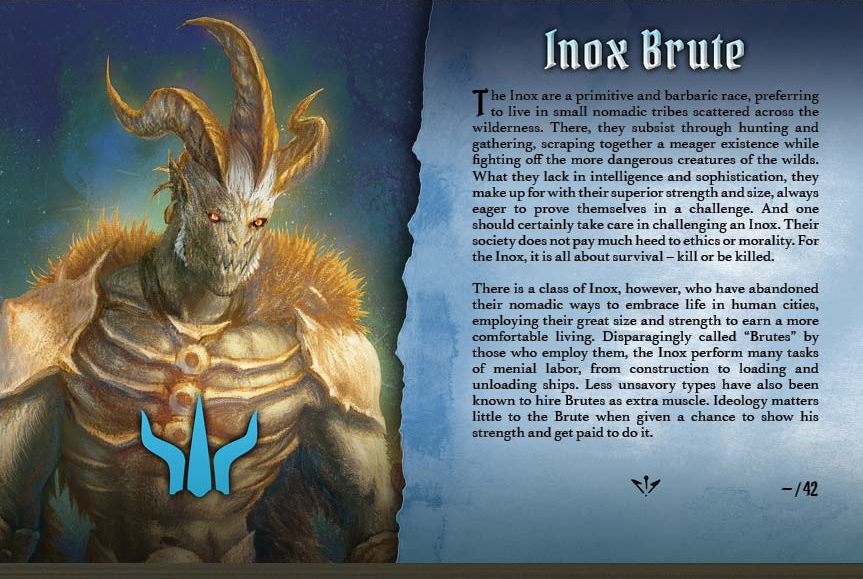 Inox Brute
The Inox are a primitive and barbaric race, preferring
to live in small nomadic tribes scattered across the
wilderness. There, they subsist through hunting and
gathering, scraping together a meager existence while
fighting off the more dangerous creatures of the wilds.
What they lack in intelligence and sophistication, they
make up for with their superior strength and size, always
eager to prove themselves in a challenge. And one
should certainly take care in challenging an Inox. Their
society does not pay much heed to ethics or morality. For
the Inox, it is all about survival – kill or be killed.
There is a class of Inox, however, who have abandoned
their nomadic ways to embrace life in human cities,
employing their great size and strength to earn a more
comfortable living. Disparagingly called “Brutes” by
those who employ them, the Inox perform many tasks
of menial labor, from construction to loading and
unloading ships. Less unsavory types have also been
known to hire Brutes as extra muscle. Ideology matters
little to the Brute when given a chance to show his
strength and get paid to do it.
– / 42